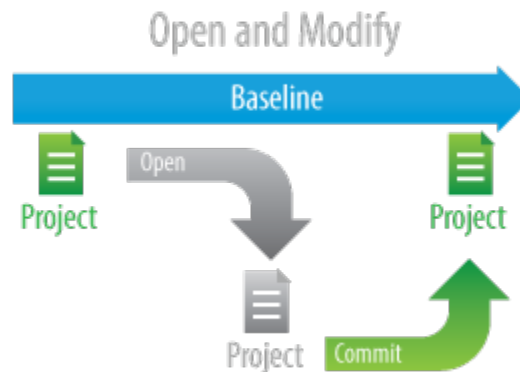 Open and Modify
Baseline
Open
Project
Project
Project
Commit